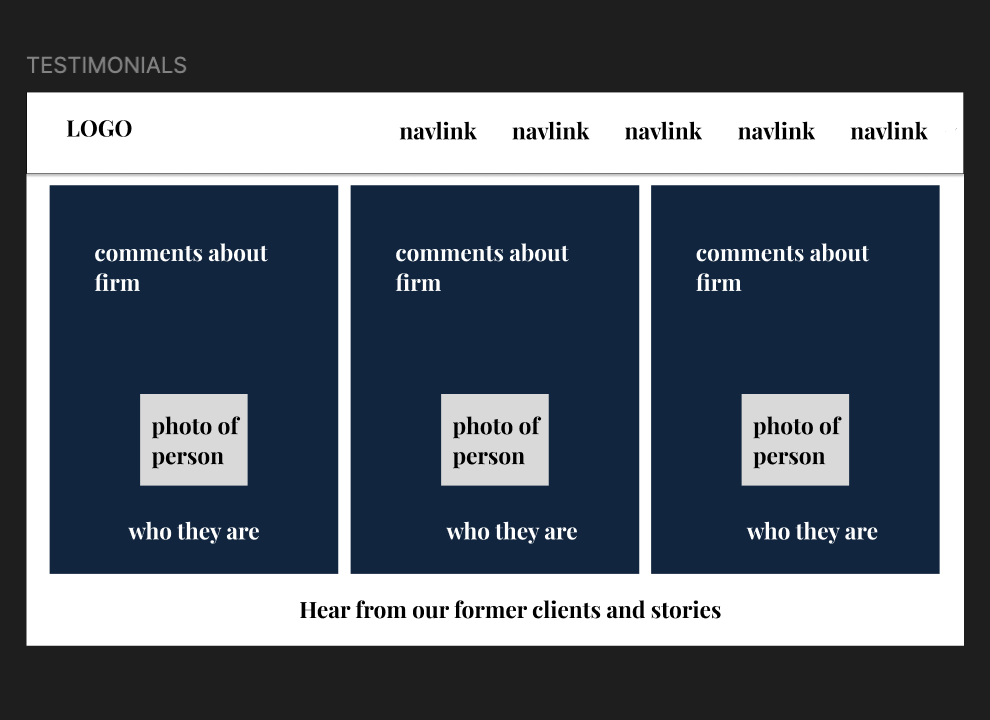 TESTIMONIALS
LOGO
navlink navlink navlink navlink navlink
comments about
firm
photo of
person
who they are
comments about
firm
photo of
person
who they are
comments about
firm
photo of
person
who they are
Hear from our former clients and stories